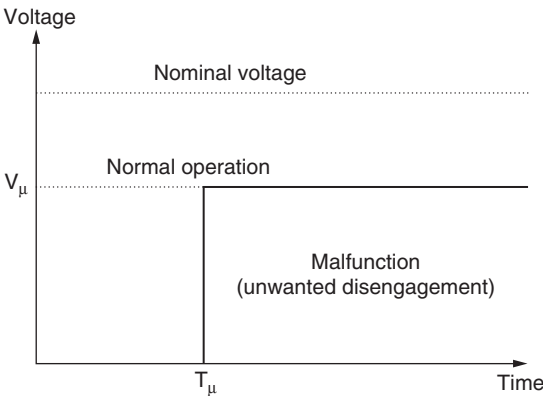 Voltage
Nominal voltage
Normal operation
Vμ
Malfunction
(unwanted disengagement)
Tμ
Time